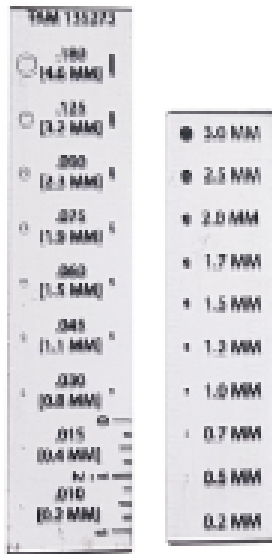 TAM 135273
.180
[4.6 MM]
.125
[3.2 MM]
.090
[2.3 MM]
.075
[1.9 MM]
.060
[1.5 MM]
.045
[1.1 MM]
.030
[0.8 MM]
.015
[0.4 MM]
.010
[0.2 MM]
3.0 MM
2.5 MM
2.0 MM
1.7 MM
1.5 MM
1.2 MM
1.0 MM
0.7 MM
0.5 MM
0.2 MM